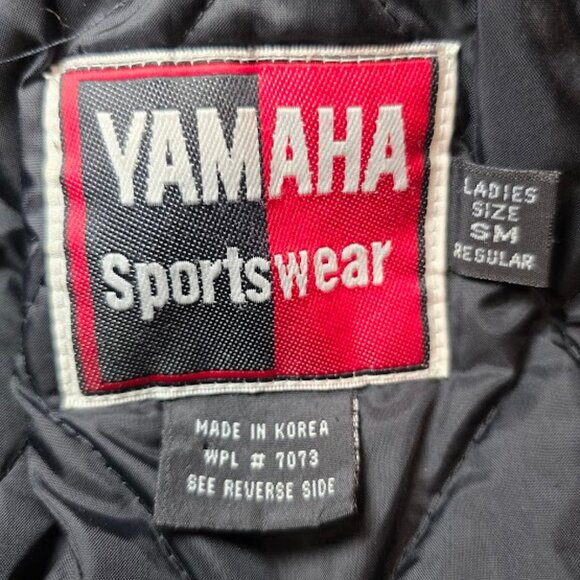 YAMAHA
Sportswear
LADIES
SIZE
SM
REGULAR
MADE IN KOREA
WPL # 7073
SEE REVERSE SIDE